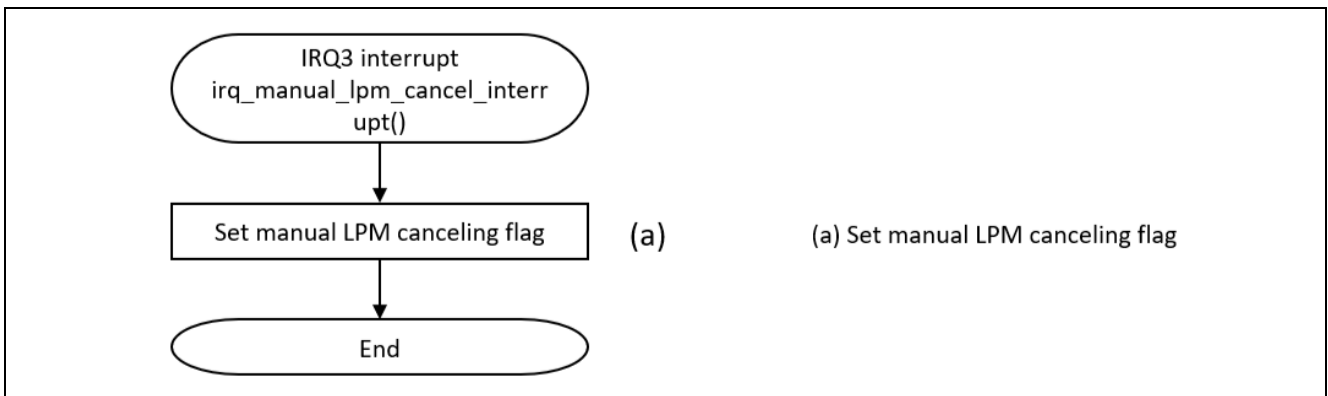 IRQ3 interrupt
irq_manual_lpm_cancel_interr
upt()
Set manual LPM canceling flag
(a)
(a) Set manual LPM canceling flag
End